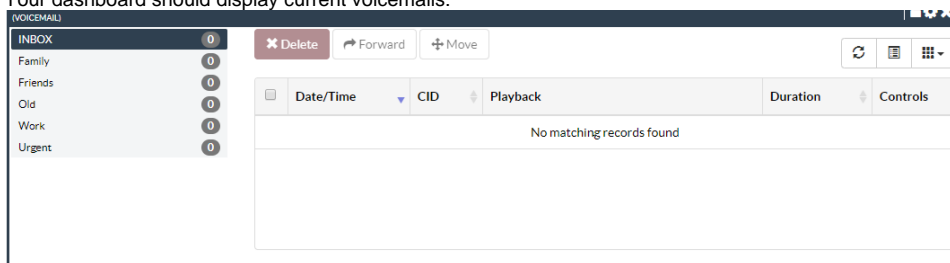 Your dashboard should display current voicemails.
(VOICEMAIL)
INBOX 0
Family 0
Friends 0
Old 0
Work 0
Urgent 0
Delete Forward Move
Date/Time CID Playback Duration Controls
No matching records found